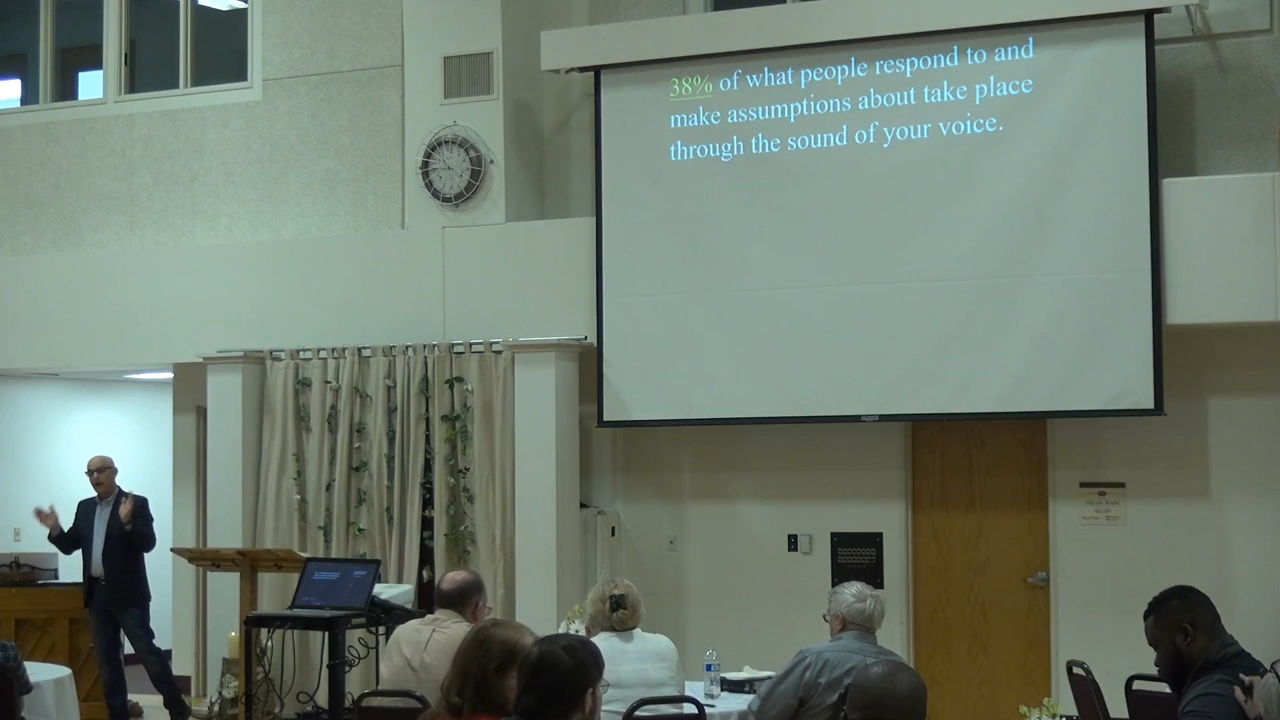 38% of what people respond to and
make assumptions about take place
through the sound of your voice.